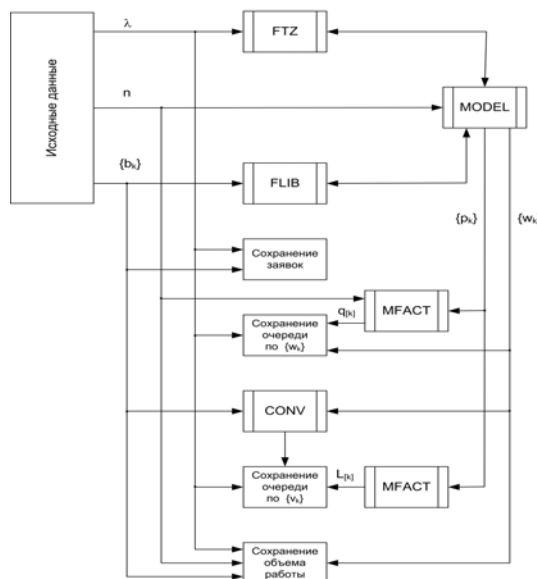 Исходные данные
λ
FTZ
n
MODEL
{bₖ}
FLIB
{pₖ}
{wₖ
Сохранение
заявок
MFACT
q[k]
Сохранение
очереди
по {wₖ}
CONV
Сохранение
очереди
по {vₖ}
L[k]
MFACT
Сохранение
объема
работы